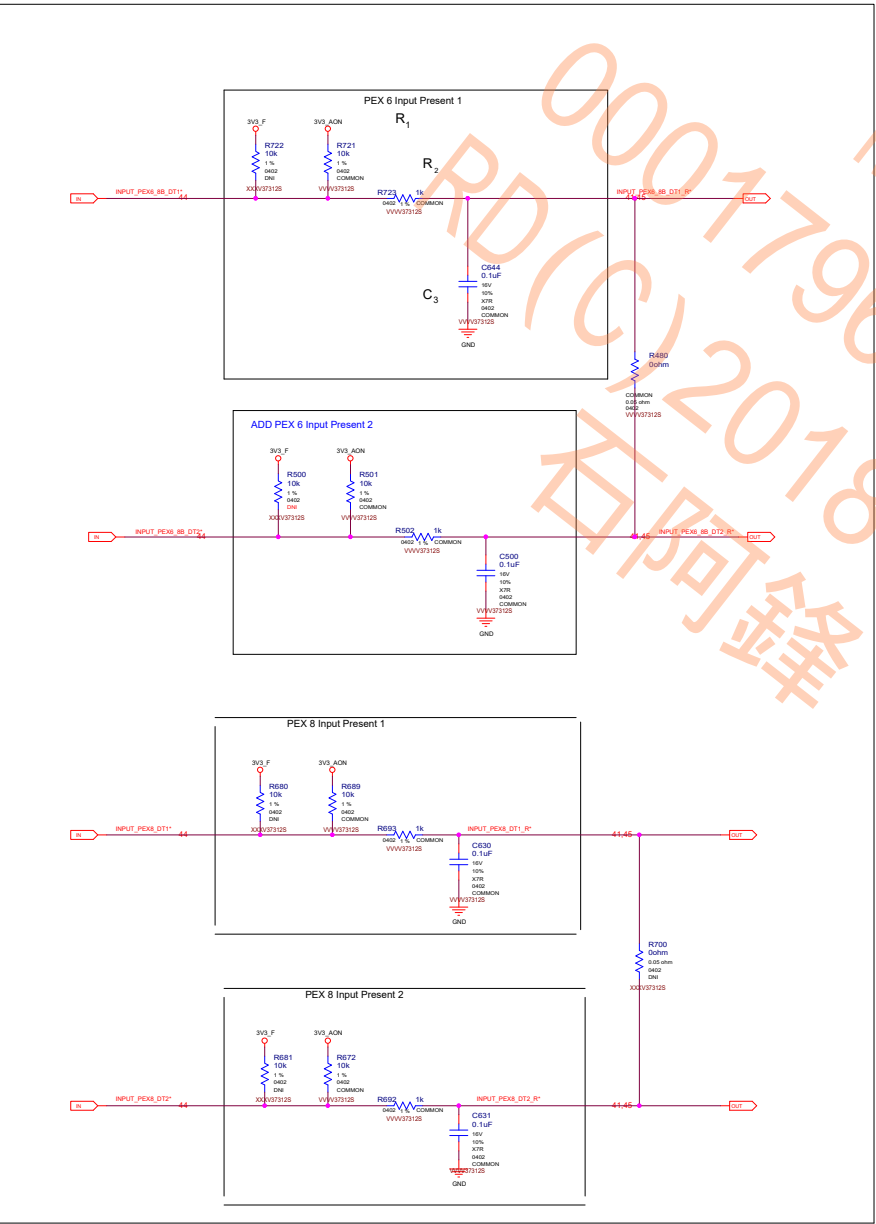 PEX 6 Input Present 1
R1
3V3_F
3V3_AON
R722
10k
1 %
0402
DNI
XXXV37312S
R721
10k
1 %
0402
COMMON
VVVV37312S
R2
IN
INPUT_PEX6_8B_DT1*
44
R723
1k
0402
1 %
COMMON
VVVV37312S
INPUT_PEX6_8B_DT1_R*
41,45
OUT
C3
C644
0.1uF
16V
10%
X7R
0402
COMMON
VVVV37312S
GND
R480
0ohm
COMMON
0.05 ohm
0402
VVVV37312S
ADD PEX 6 Input Present 2
3V3_F
3V3_AON
R500
10k
1 %
0402
DNI
XXXV37312S
R501
10k
1 %
0402
COMMON
VVVV37312S
IN
INPUT_PEX6_8B_DT2*
44
R502
1k
0402
1 %
COMMON
VVVV37312S
41,45
INPUT_PEX6_8B_DT2_R*
OUT
C500
0.1uF
16V
10%
X7R
0402
COMMON
VVVV37312S
GND
PEX 8 Input Present 1
3V3_F
3V3_AON
R680
10k
1 %
0402
DNI
XXXV37312S
R689
10k
1 %
0402
COMMON
VVVV37312S
IN
INPUT_PEX8_DT1*
44
R693
1k
0402
1 %
COMMON
VVVV37312S
INPUT_PEX8_DT1_R*
41,45
OUT
C630
0.1uF
16V
10%
X7R
0402
COMMON
VVVV37312S
GND
R700
0ohm
0.05 ohm
0402
DNI
XXXV37312S
PEX 8 Input Present 2
3V3_F
3V3_AON
R681
10k
1 %
0402
DNI
XXXV37312S
R672
10k
1 %
0402
COMMON
VVVV37312S
IN
INPUT_PEX8_DT2*
44
R692
1k
0402
1 %
COMMON
VVVV37312S
INPUT_PEX8_DT2_R*
41,45
OUT
C631
0.1uF
16V
10%
X7R
0402
COMMON
VVVV37312S
GND
RD(C)2018
石阿鋒